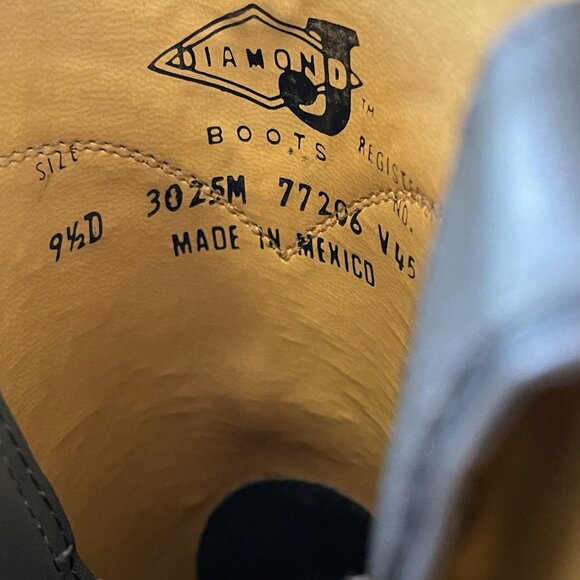 DIAMOND J
™
BOOTS
SIZE REGISTERED NO.
9½D 3025M 77206 V45
MADE IN MEXICO